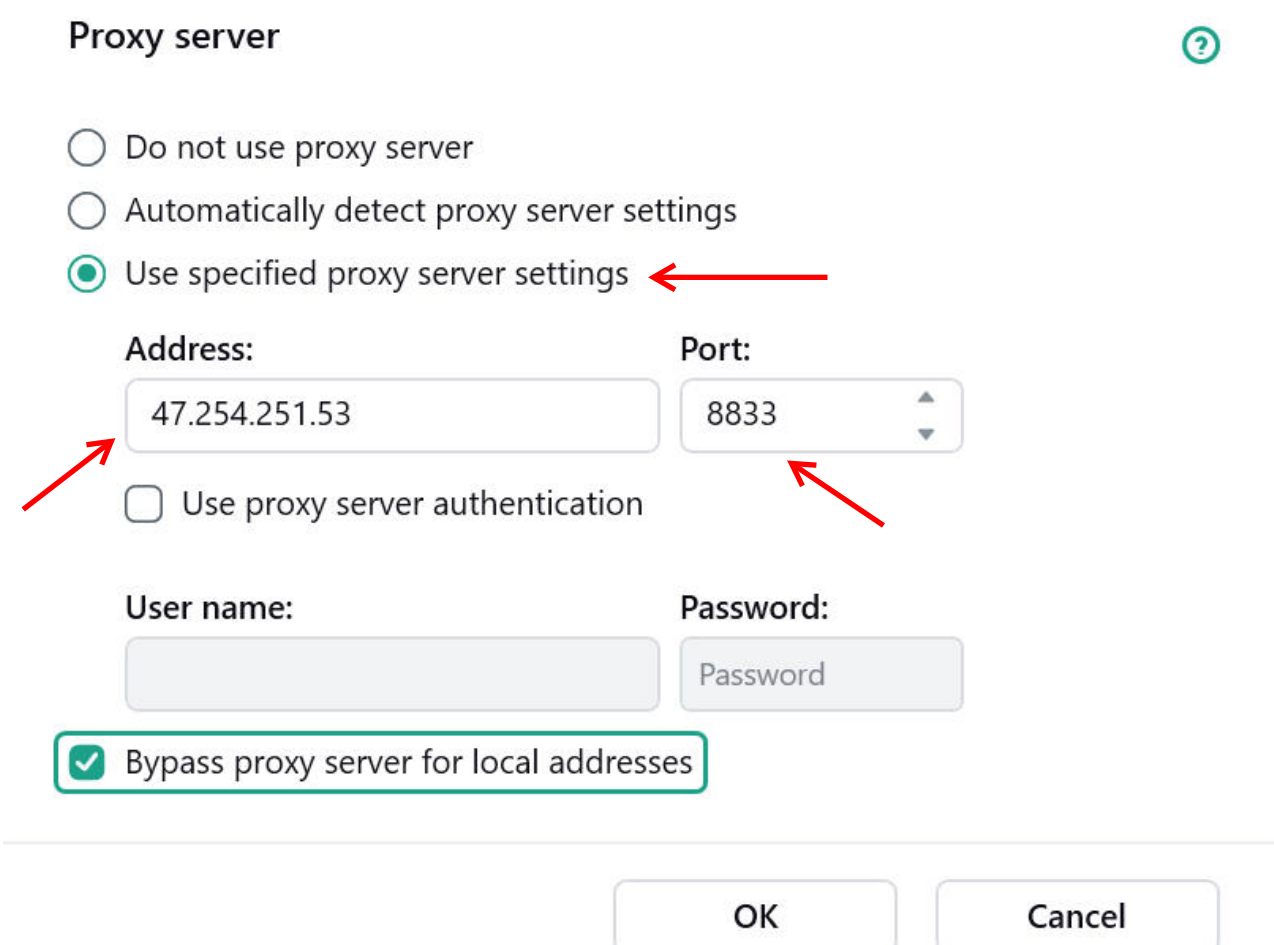 Proxy server
?
Do not use proxy server
Automatically detect proxy server settings
Use specified proxy server settings
Address: Port:
47.254.251.53 8833
Use proxy server authentication
User name: Password:
Password
Bypass proxy server for local addresses
OK Cancel